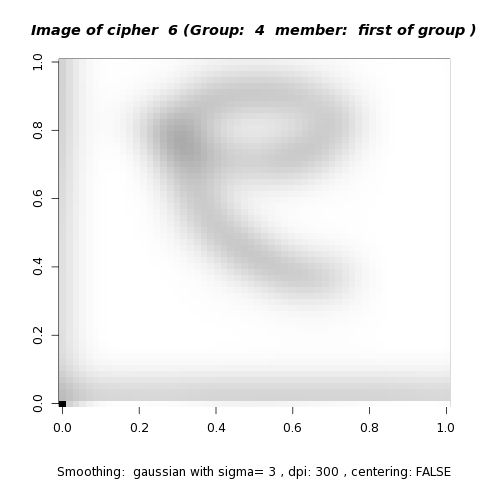 Image of cipher 6 (Group: 4 member: first of group )
1.0
0.8
0.6
0.4
0.2
0.0
0.0 0.2 0.4 0.6 0.8 1.0
Smoothing: gaussian with sigma= 3 , dpi: 300 , centering: FALSE